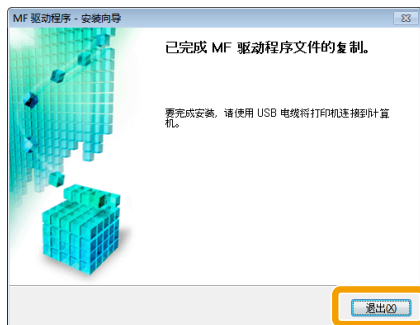 MF 驱动程序 - 安装向导
已完成 MF 驱动程序文件的复制。
要完成安装，请使用 USB 电缆将打印机连接到计算
机。
退出(X)